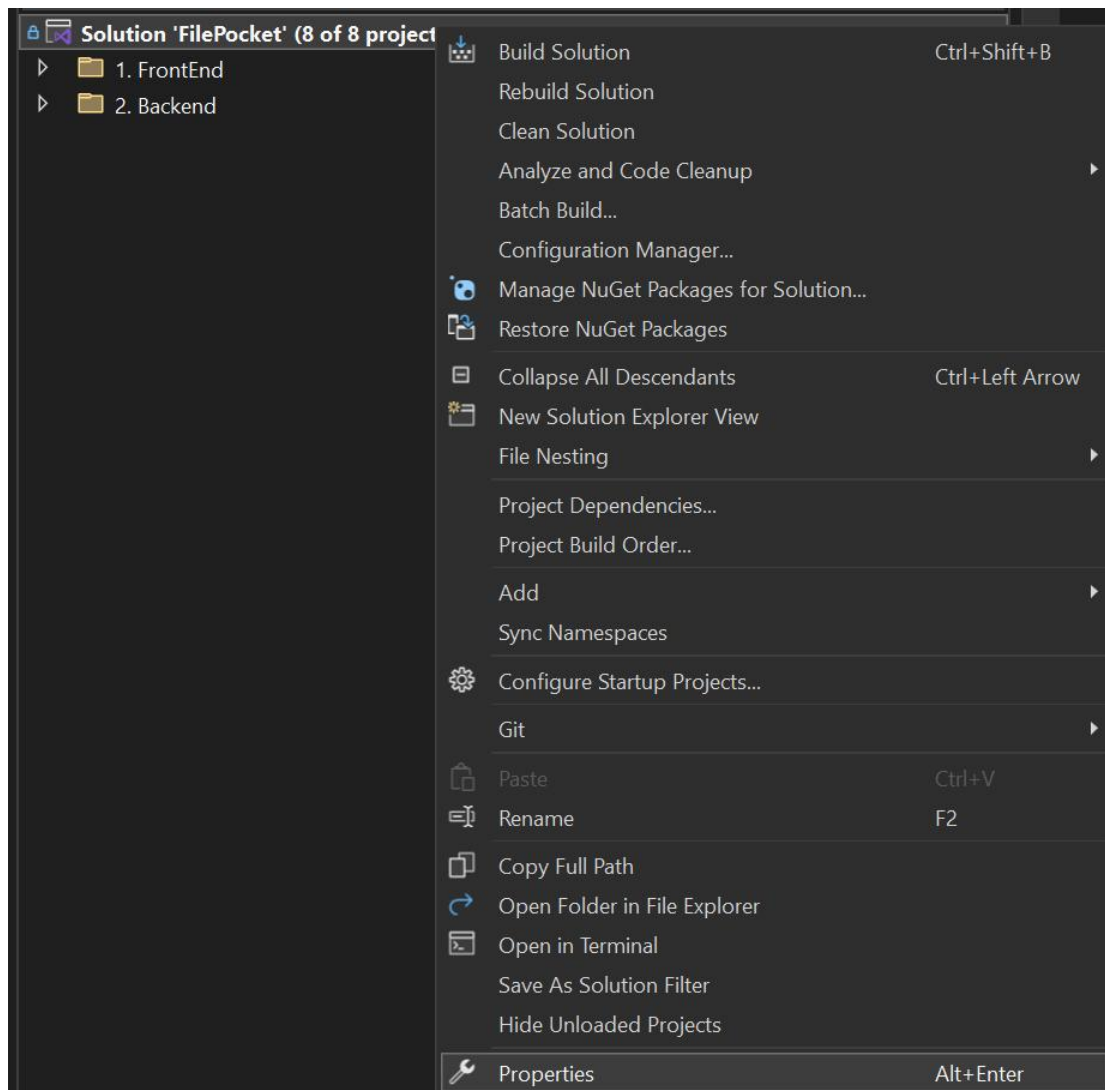 Solution 'FilePocket' (8 of 8 project
1. FrontEnd
2. Backend
Build Solution Ctrl+Shift+B
Rebuild Solution
Clean Solution
Analyze and Code Cleanup
Batch Build...
Configuration Manager...
Manage NuGet Packages for Solution...
Restore NuGet Packages
Collapse All Descendants Ctrl+Left Arrow
New Solution Explorer View
File Nesting
Project Dependencies...
Project Build Order...
Add
Sync Namespaces
Configure Startup Projects...
Git
Paste Ctrl+V
Rename F2
Copy Full Path
Open Folder in File Explorer
Open in Terminal
Save As Solution Filter
Hide Unloaded Projects
Properties Alt+Enter